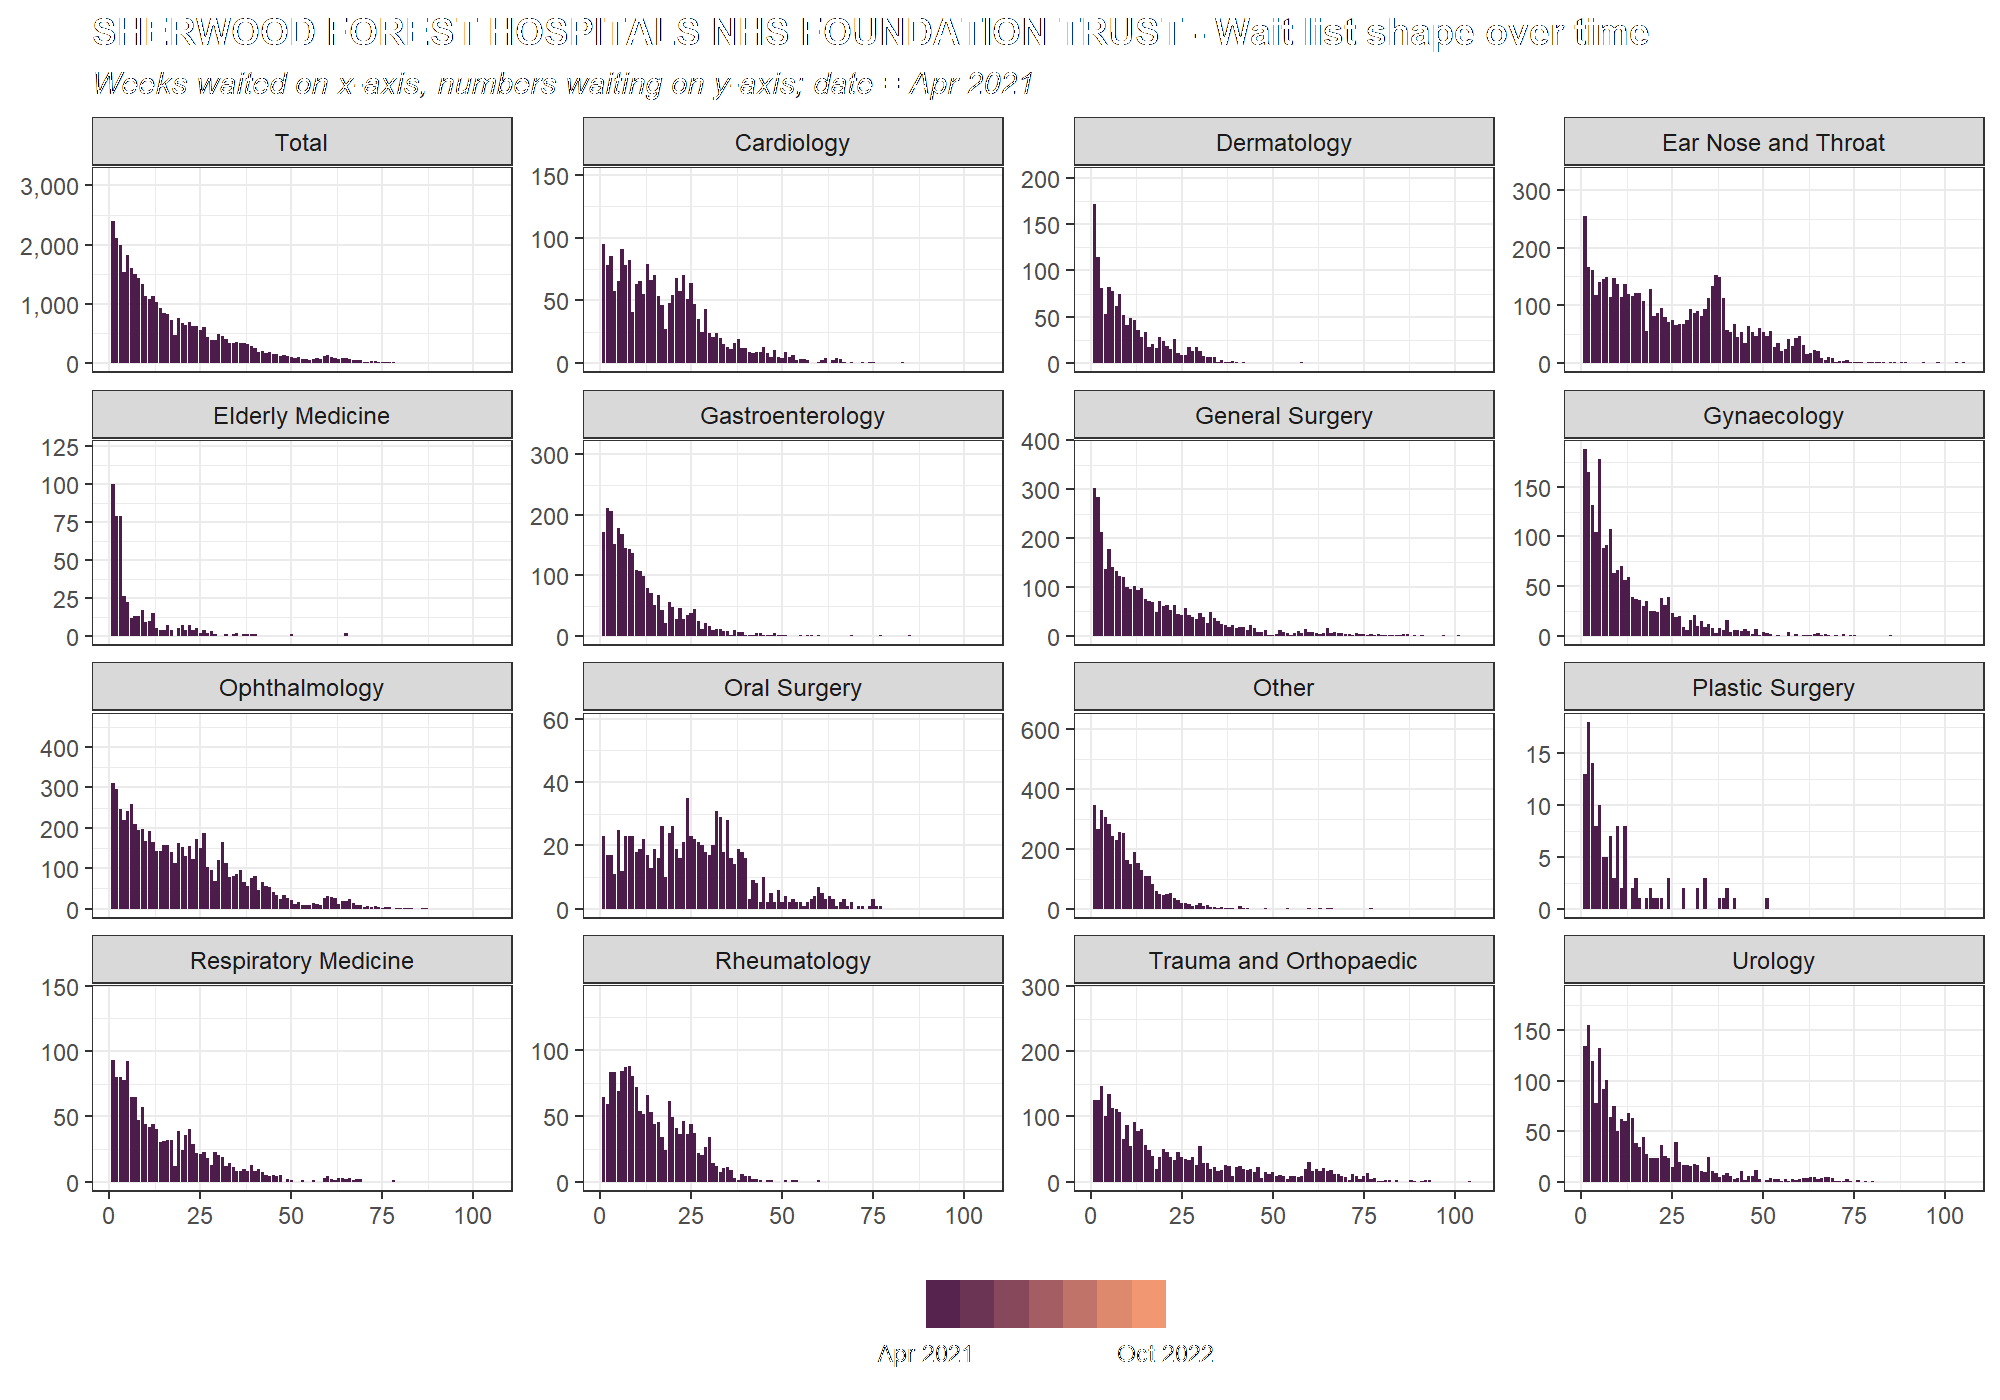 SHERWOOD FOREST HOSPITALS NHS FOUNDATION TRUST - Wait list shape over time
Weeks waited on x-axis, numbers waiting on y-axis; date = Apr 2021
Total
Cardiology
Dermatology
Ear Nose and Throat
3,000
2,000
1,000
0
150
100
50
0
200
150
100
50
0
300
200
100
0
Elderly Medicine
Gastroenterology
General Surgery
Gynaecology
125
100
75
50
25
0
300
200
100
0
400
300
200
100
0
150
100
50
0
Ophthalmology
Oral Surgery
Other
Plastic Surgery
400
300
200
100
0
60
40
20
0
600
400
200
0
15
10
5
0
Respiratory Medicine
Rheumatology
Trauma and Orthopaedic
Urology
150
100
50
0
100
50
0
300
200
100
0
150
100
50
0
0 25 50 75 100
0 25 50 75 100
0 25 50 75 100
0 25 50 75 100
Apr 2021 Oct 2022